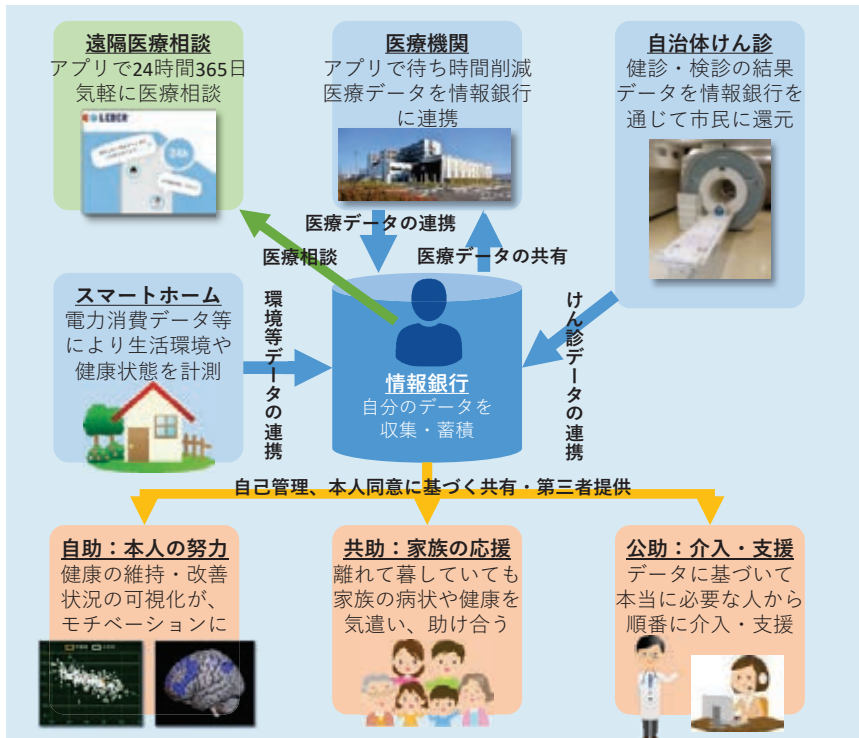 遠隔医療相談
アプリで24時間365日
気軽に医療相談
LEBER
24h
医療機関
アプリで待ち時間削減
医療データを情報銀行
に連携
自治体けん診
健診・検診の結果
データを情報銀行を
通じて市民に還元
医療データの連携
医療相談
医療データの共有
スマートホーム
電力消費データ等
により生活環境や
健康状態を計測
環境等データの連携
情報銀行
自分のデータを
収集・蓄積
けん診データの連携
自己管理、本人同意に基づく共有・第三者提供
自助：本人の努力
健康の維持・改善
状況の可視化が、
モチベーションに
共助：家族の応援
離れて暮していても
家族の病状や健康を
気遣い、助け合う
公助：介入・支援
データに基づいて
本当に必要な人から
順番に介入・支援